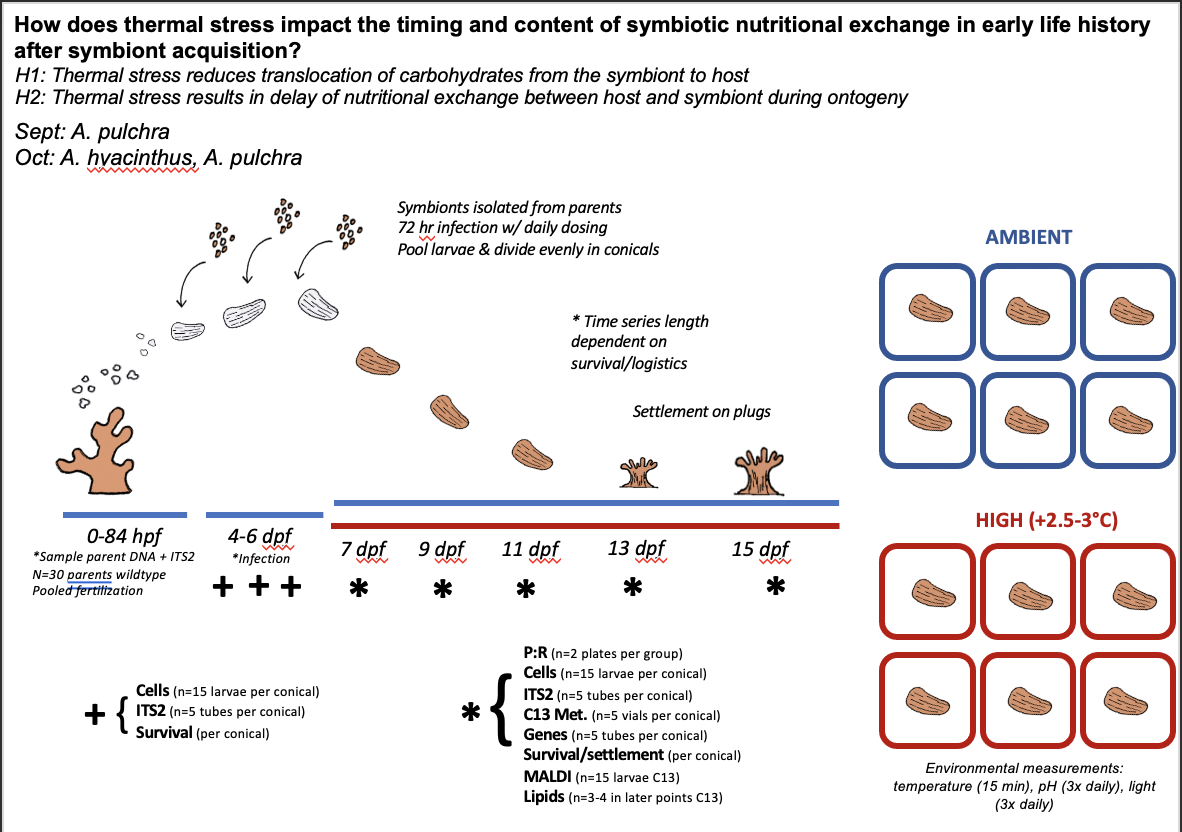 How does thermal stress impact the timing and content of symbiotic nutritional exchange in early life history
after symbiont acquisition?
H1: Thermal stress reduces translocation of carbohydrates from the symbiont to host
H2: Thermal stress results in delay of nutritional exchange between host and symbiont during ontogeny
Sept: A. pulchra
Oct: A. hyacinthus, A. pulchra
Symbionts isolated from parents
72 hr infection w/ daily dosing
Pool larvae & divide evenly in conicals
* Time series length
dependent on
survival/logistics
Settlement on plugs
0-84 hpf
*Sample parent DNA + ITS2
N=30 parents wildtype
Pooled fertilization
4-6 dpf
*Infection
+ + +
7 dpf
9 dpf
11 dpf
13 dpf
15 dpf
* * * * *
+ {
Cells (n=15 larvae per conical)
ITS2 (n=5 tubes per conical)
Survival (per conical)
* {
P:R (n=2 plates per group)
Cells (n=15 larvae per conical)
ITS2 (n=5 tubes per conical)
C13 Met. (n=5 vials per conical)
Genes (n=5 tubes per conical)
Survival/settlement (per conical)
MALDI (n=15 larvae C13)
Lipids (n=3-4 in later points C13)
AMBIENT
HIGH (+2.5-3°C)
Environmental measurements:
temperature (15 min), pH (3x daily), light
(3x daily)